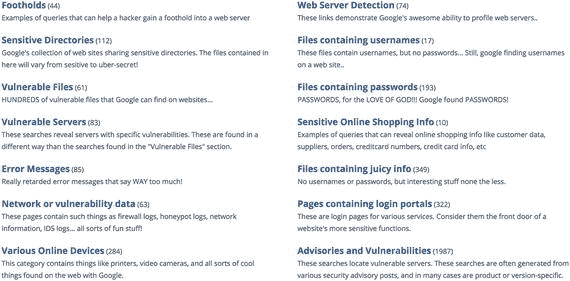 Footholds (44)
Examples of queries that can help a hacker gain a foothold into a web server
Sensitive Directories (112)
Google's collection of web sites sharing sensitive directories. The files contained in
here will vary from sesitive to uber-secret!
Vulnerable Files (61)
HUNDREDS of vulnerable files that Google can find on websites...
Vulnerable Servers (83)
These searches reveal servers with specific vulnerabilities. These are found in a
different way than the searches found in the "Vulnerable Files" section.
Error Messages (85)
Really retarded error messages that say WAY too much!
Network or vulnerability data (63)
These pages contain such things as firewall logs, honeypot logs, network
information, IDS logs... all sorts of fun stuff!
Various Online Devices (284)
This category contains things like printers, video cameras, and all sorts of cool
things found on the web with Google.
Web Server Detection (74)
These links demonstrate Google's awesome ability to profile web servers..
Files containing usernames (17)
These files contain usernames, but no passwords... Still, google finding usernames
on a web site..
Files containing passwords (193)
PASSWORDS, for the LOVE OF GOD!!! Google found PASSWORDS!
Sensitive Online Shopping Info (10)
Examples of queries that can reveal online shopping info like customer data,
suppliers, orders, creditcard numbers, credit card info, etc
Files containing juicy info (349)
No usernames or passwords, but interesting stuff none the less.
Pages containing login portals (322)
These are login pages for various services. Consider them the front door of a
website's more sensitive functions.
Advisories and Vulnerabilities (1987)
These searches locate vulnerable servers. These searches are often generated from
various security advisory posts, and in many cases are product or version-specific.